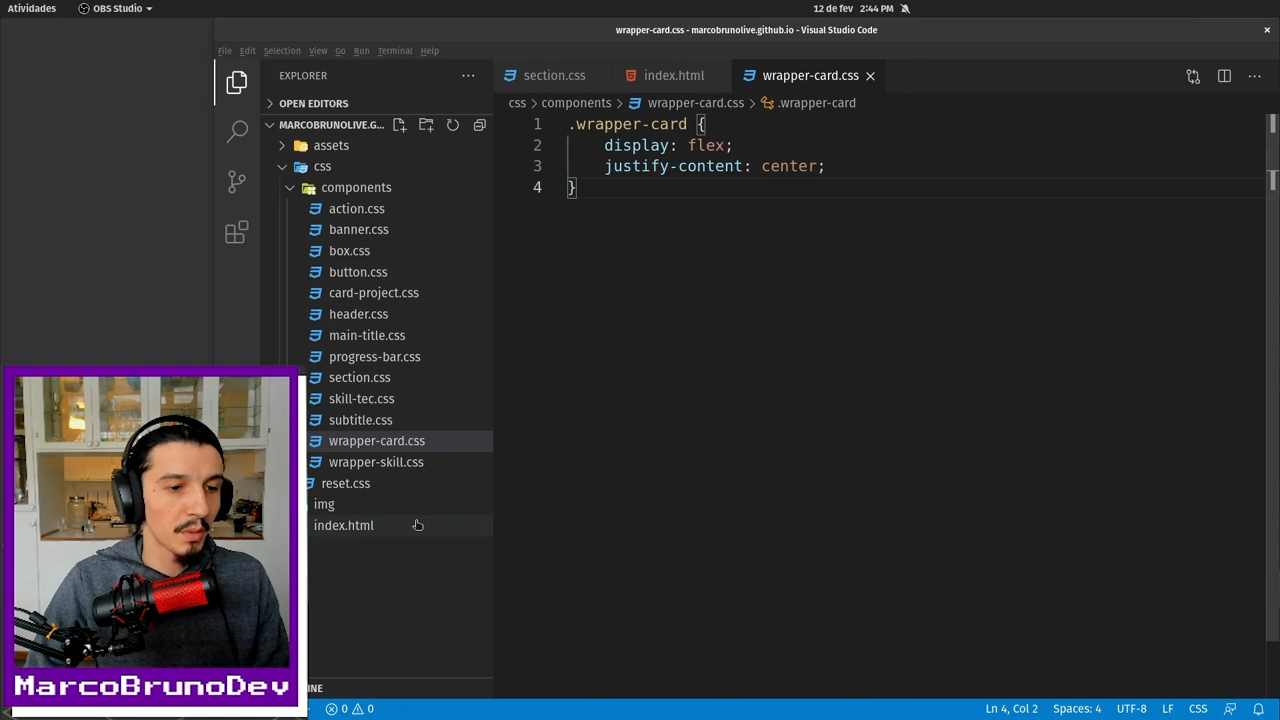 Atividades
OBS Studio
12 de fev 2:44 PM
wrapper-card.css - marcobrunolive.github.io - Visual Studio Code
File Edit Selection View Go Run Terminal Help
EXPLORER
section.css
index.html
wrapper-card.css
OPEN EDITORS
css > components > wrapper-card.css > .wrapper-card
MARCOBRUNOLIVE.G...
assets
css
components
action.css
banner.css
box.css
button.css
card-project.css
header.css
main-title.css
progress-bar.css
section.css
skill-tec.css
subtitle.css
wrapper-card.css
wrapper-skill.css
reset.css
img
index.html
1 .wrapper-card {
2 display: flex;
3 justify-content: center;
4 }
INE
MarcoBrunoDev
0 0
Ln 4, Col 2 Spaces: 4 UTF-8 LF CSS